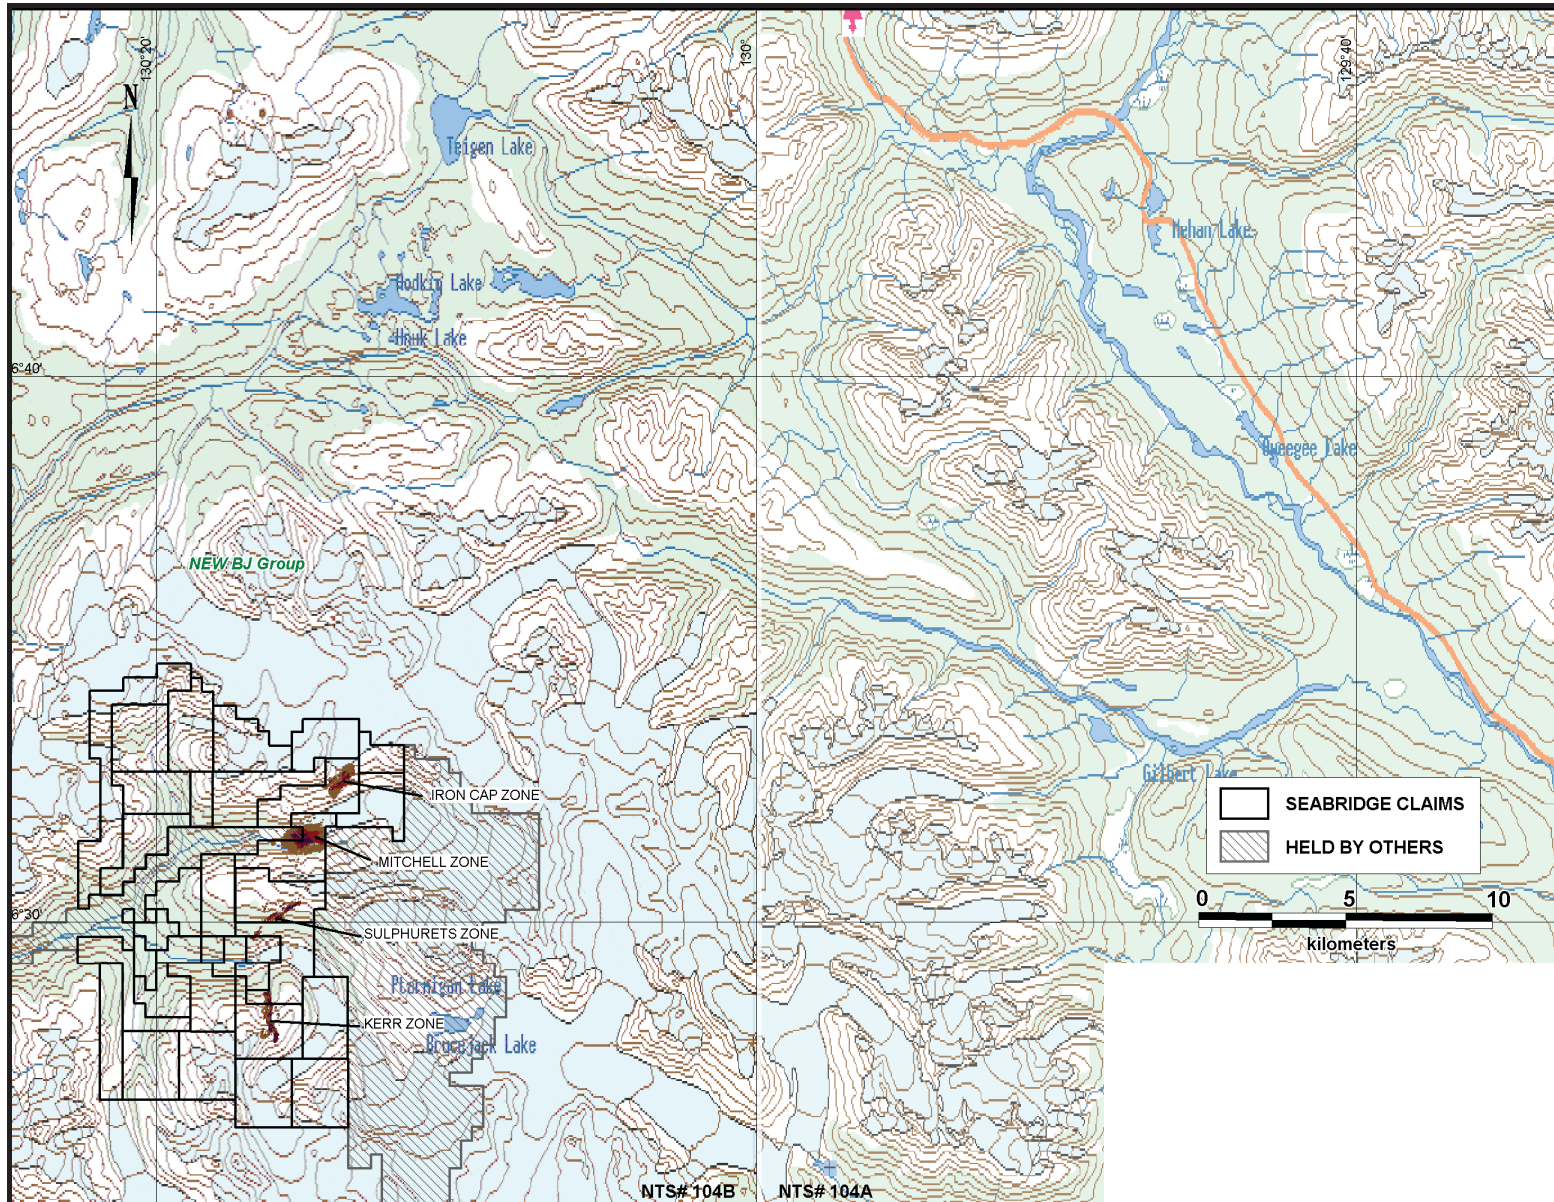 130°20'
130°
129°40'
N
Teigen Lake
Nehan Lake
Hodkin Lake
Unuk Lake
6°40'
Oweegee Lake
NEW BJ Group
Gilbert Lake
IRON CAP ZONE
SEABRIDGE CLAIMS
HELD BY OTHERS
MITCHELL ZONE
0 5 10
kilometers
6°30'
SULPHURETS ZONE
Ptarmigan Lake
KERR ZONE
Brucejack Lake
NTS# 104B
NTS# 104A